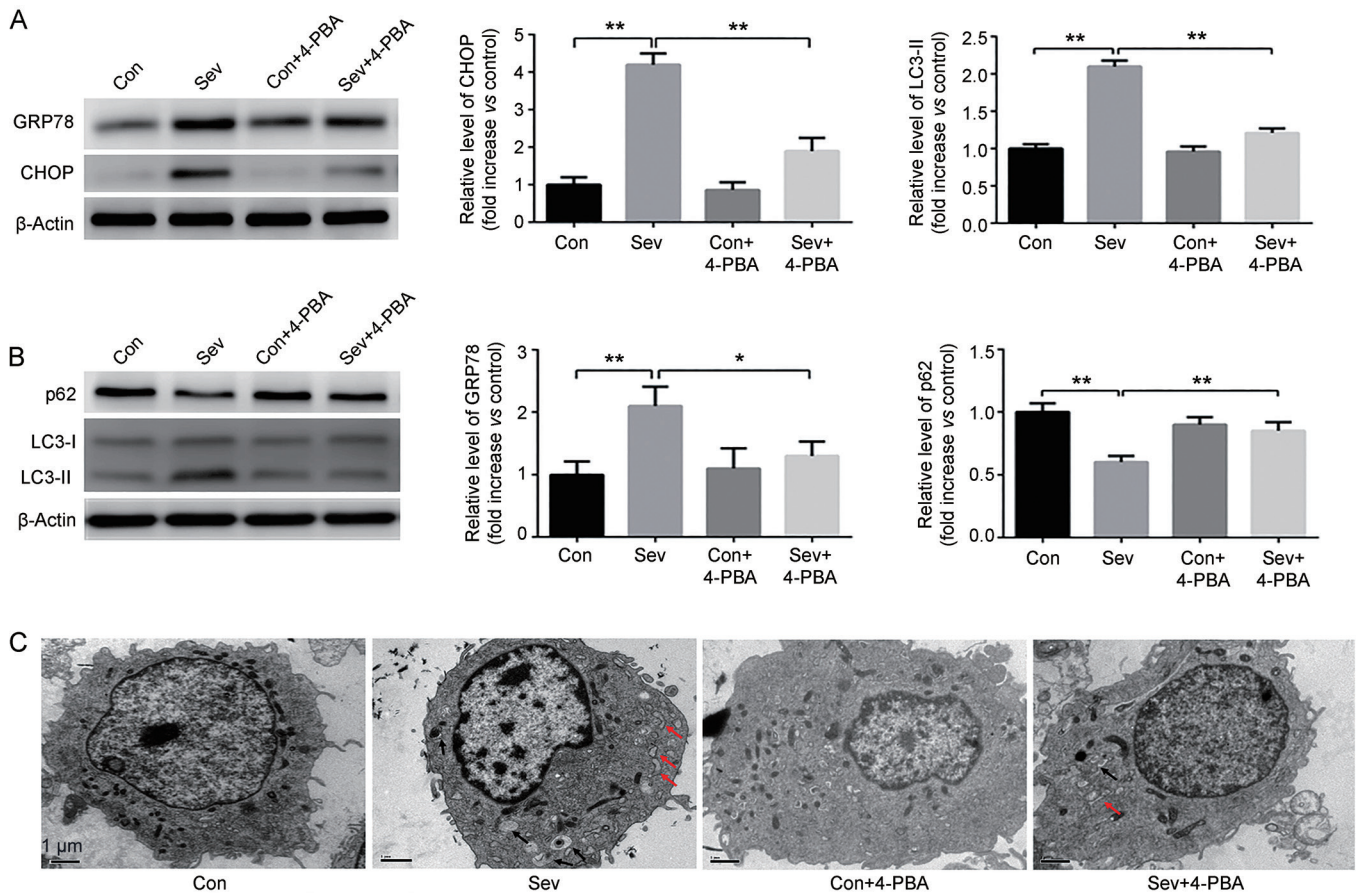 A
Con
Sev
Con+4-PBA
Sev+4-PBA
GRP78
CHOP
β-Actin
Relative level of CHOP
(fold increase vs control)
5
4
2
1
0
**
**
Con
Sev
Con+
4-PBA
Sev+
4-PBA
Relative level of LC3-II
(fold increase vs control)
2.5
2.0
1.5
1.0
0.5
0.0
**
**
Con
Sev
Con+
4-PBA
Sev+
4-PBA
B
Con
Sev
Con+4-PBA
Sev+4-PBA
p62
LC3-I
LC3-II
β-Actin
Relative level of GRP78
(fold increase vs control)
3
2
1
0
**
*
Con
Sev
Con+
4-PBA
Sev+
4-PBA
Relative level of p62
(fold increase vs control)
1.5
1.0
0.5
0.0
**
**
Con
Sev
Con+
4-PBA
Sev+
4-PBA
C
1 µm
Con
Sev
Con+4-PBA
Sev+4-PBA